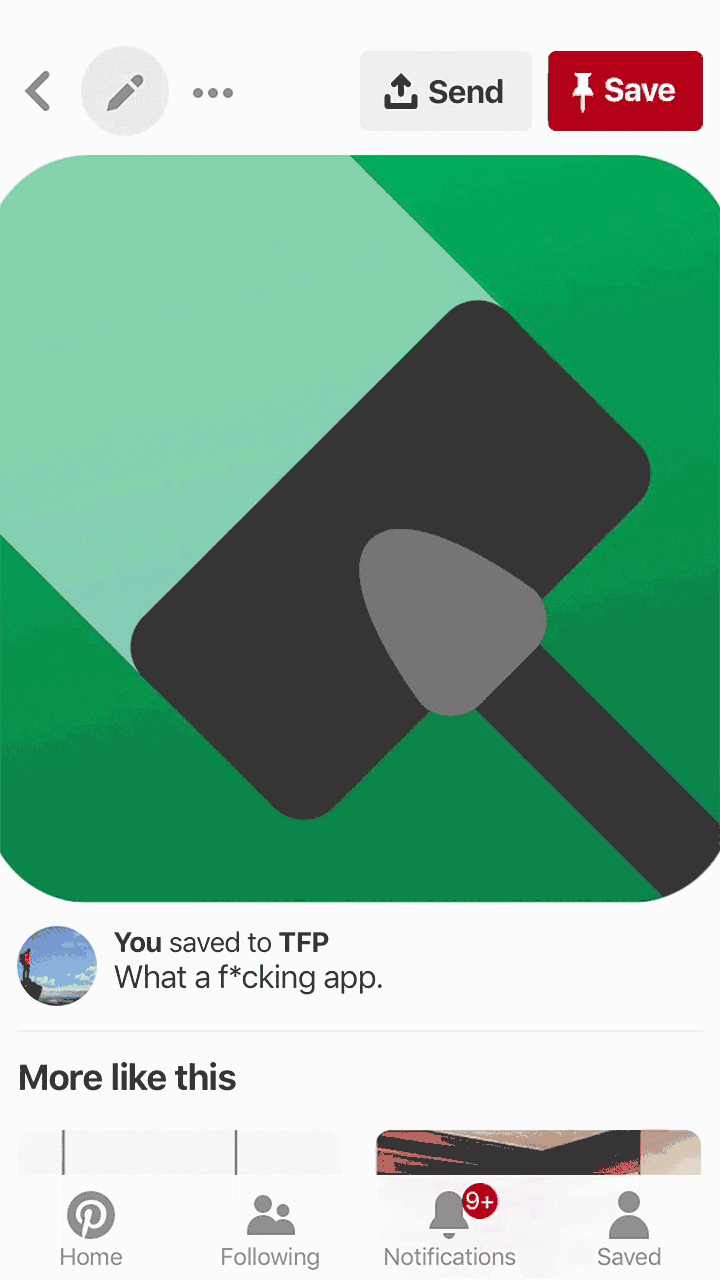 Send
Save
You saved to TFP
What a f*cking app.
More like this
9+
Home
Following
Notifications
Saved